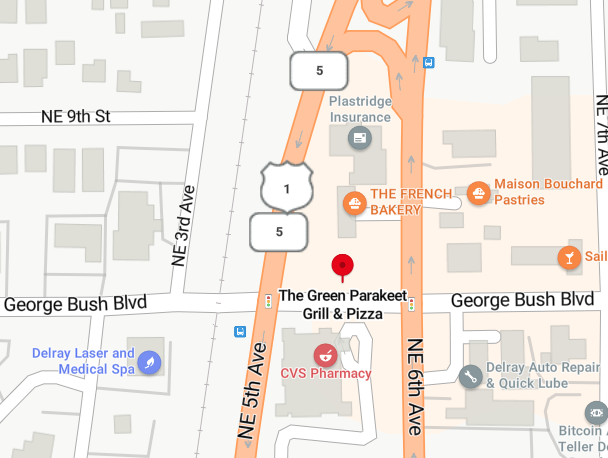 5
Plastridge
Insurance
NE 9th St
NE 7th Ave
1
THE FRENCH
BAKERY
Maison Bouchard
Pastries
NE 3rd Ave
5
Sail
The Green Parakeet
Grill & Pizza
George Bush Blvd
George Bush Blvd
Delray Laser and
Medical Spa
CVS Pharmacy
NE 5th Ave
NE 6th Ave
Delray Auto Repair
& Quick Lube
Bitcoin A
Teller De